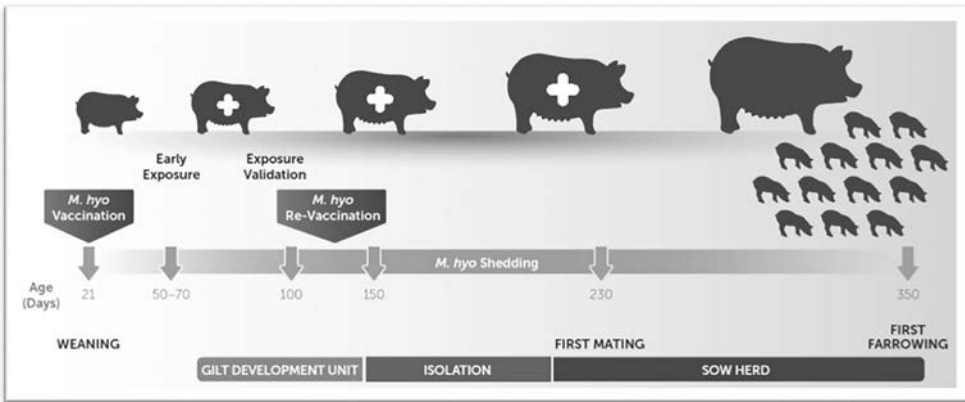 Early
Exposure
Exposure
Validation
M. hyo
Vaccination
M. hyo
Re-Vaccination
M. hyo Shedding
Age
(Days)
21
50–70
100
150
230
350
WEANING
FIRST MATING
FIRST
FARROWING
GILT DEVELOPMENT UNIT
ISOLATION
SOW HERD